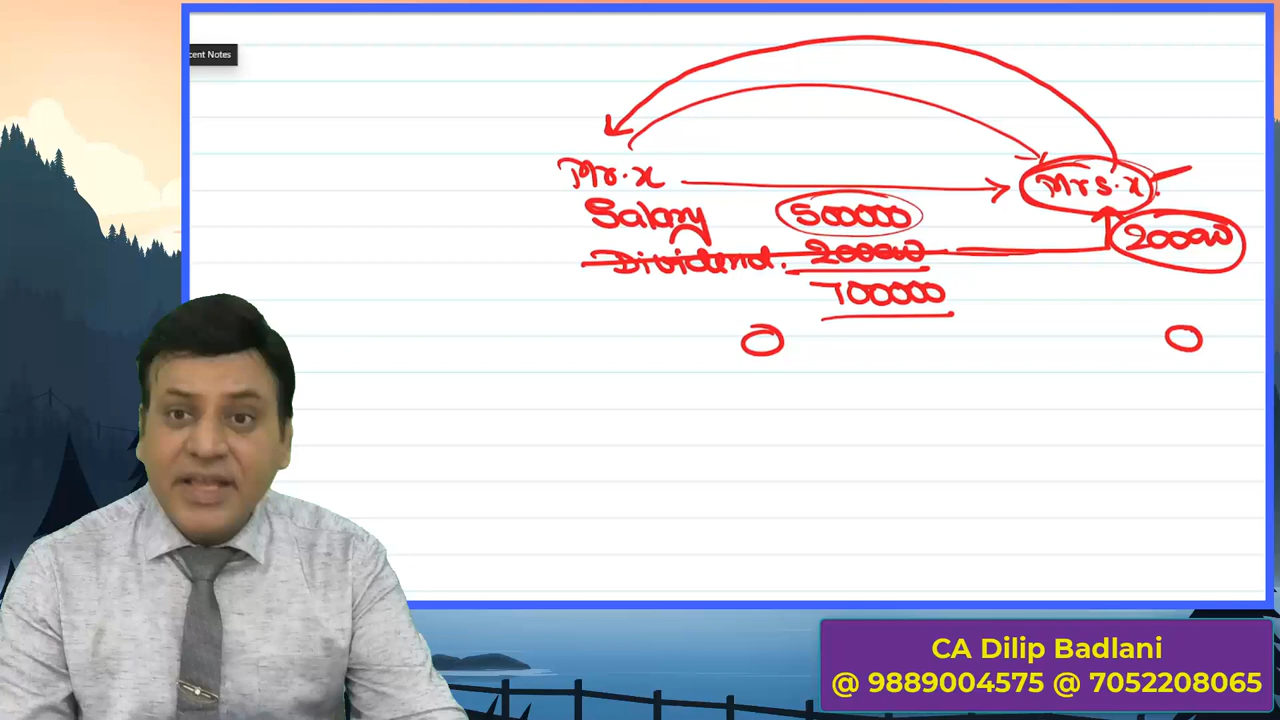 cent Notes
Mr.x Mrs.x.
Salary 500000
Dividend. 200000 200000
700000
0 0
CA Dilip Badlani
@ 9889004575 @ 7052208065